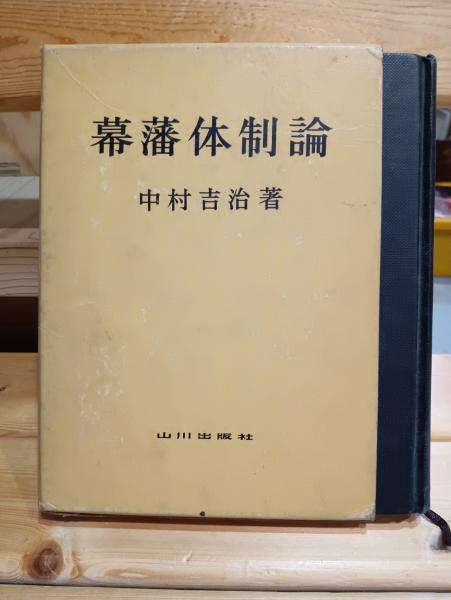 幕藩体制論
中村吉治著
山川出版社